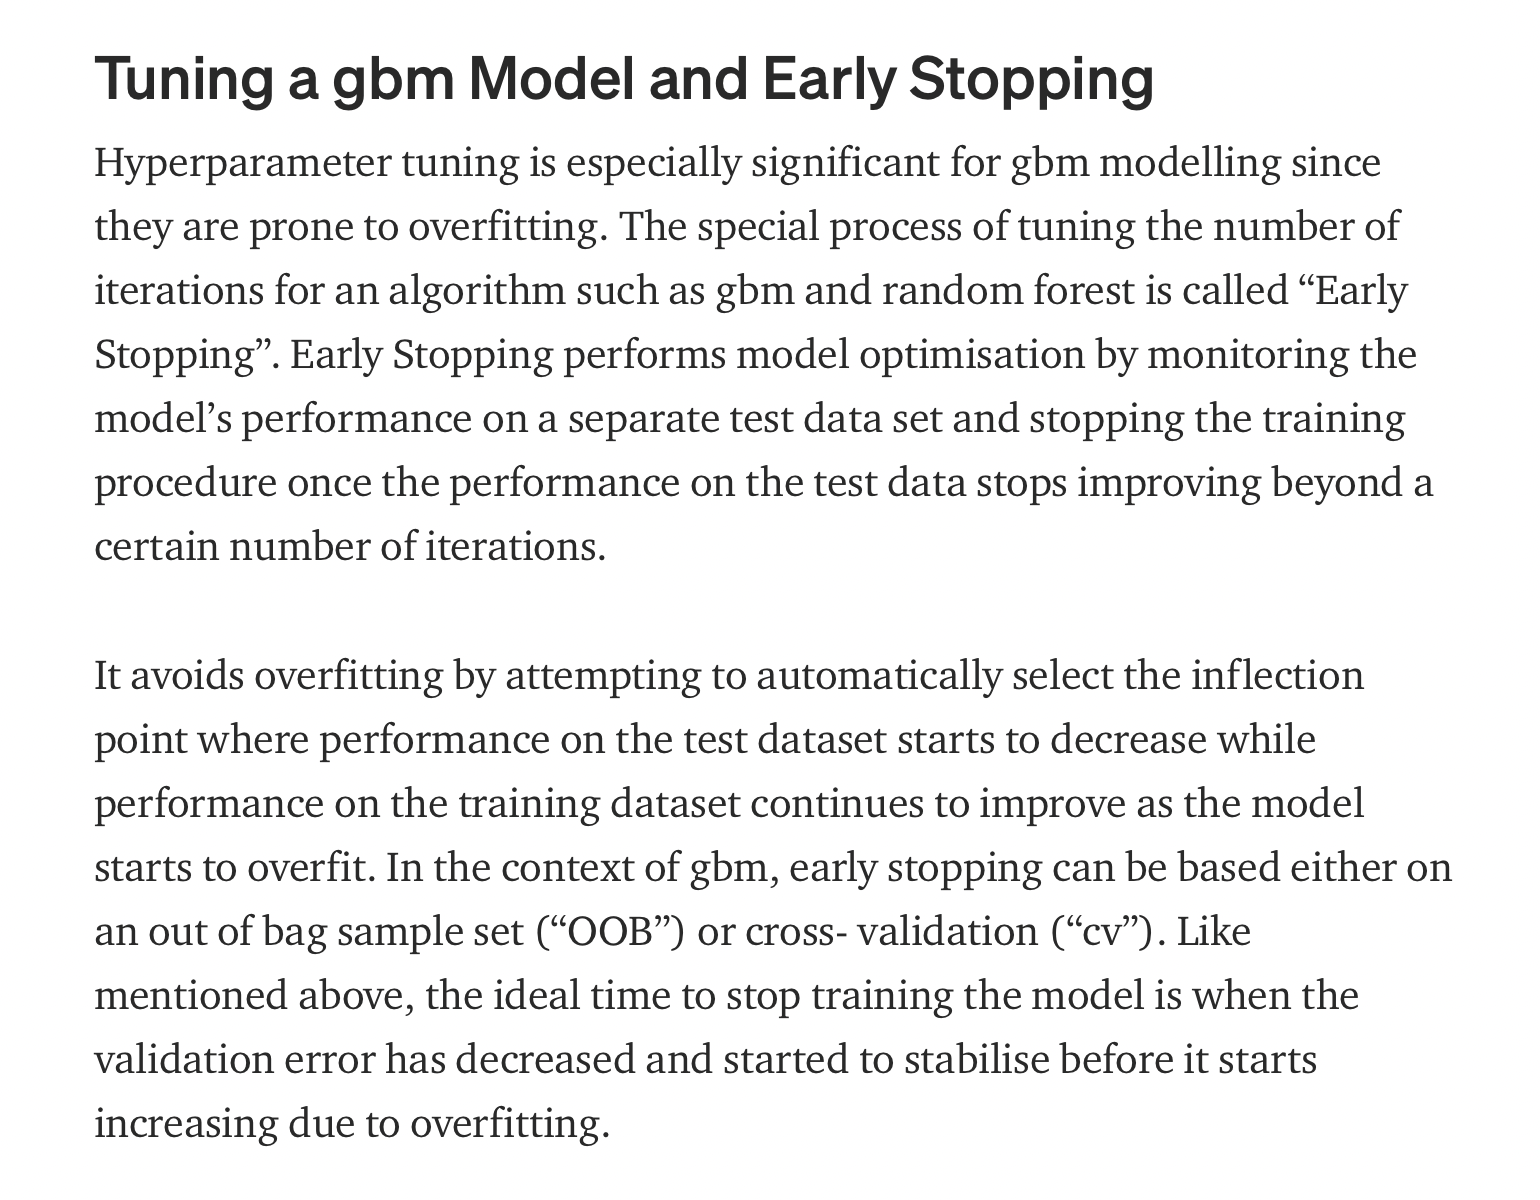 Tuning a gbm Model and Early Stopping
Hyperparameter tuning is especially significant for gbm modelling since
they are prone to overfitting. The special process of tuning the number of
iterations for an algorithm such as gbm and random forest is called “Early
Stopping”. Early Stopping performs model optimisation by monitoring the
model’s performance on a separate test data set and stopping the training
procedure once the performance on the test data stops improving beyond a
certain number of iterations.
It avoids overfitting by attempting to automatically select the inflection
point where performance on the test dataset starts to decrease while
performance on the training dataset continues to improve as the model
starts to overfit. In the context of gbm, early stopping can be based either on
an out of bag sample set (“OOB”) or cross- validation (“cv”). Like
mentioned above, the ideal time to stop training the model is when the
validation error has decreased and started to stabilise before it starts
increasing due to overfitting.